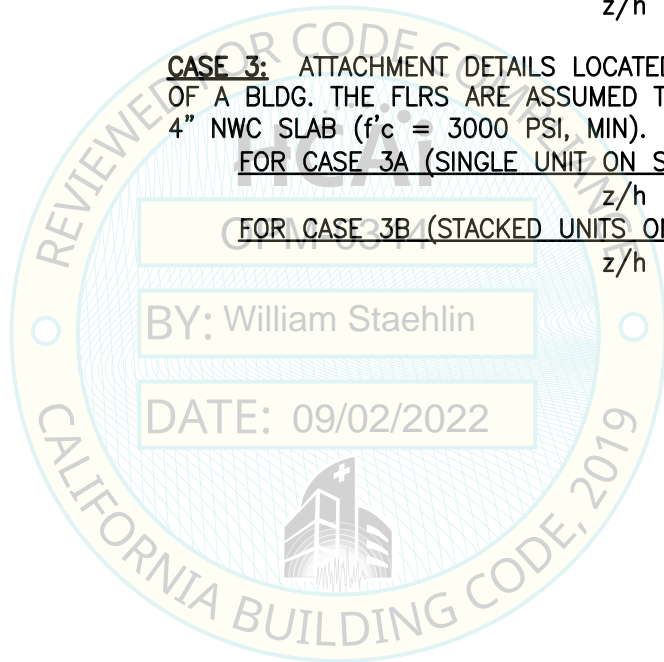 z/h
CASE 3: ATTACHMENT DETAILS LOCATED
OF A BLDG. THE FLRS ARE ASSUMED T
4" NWC SLAB (f'c = 3000 PSI, MIN).
FOR CASE 3A (SINGLE UNIT ON S
z/h
FOR CASE 3B (STACKED UNITS O
z/h
REVIEWED FOR CODE COMPLIANCE
HCAi
BY: William Staehlin
DATE: 09/02/2022
CALIFORNIA BUILDING CODE, 2019